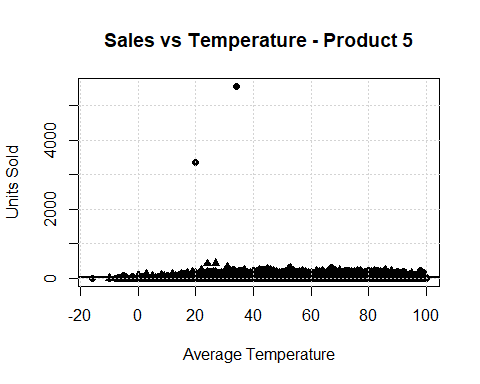 Sales vs Temperature - Product 5
Units Sold
4000
2000
0
-20 0 20 40 60 80 100
Average Temperature